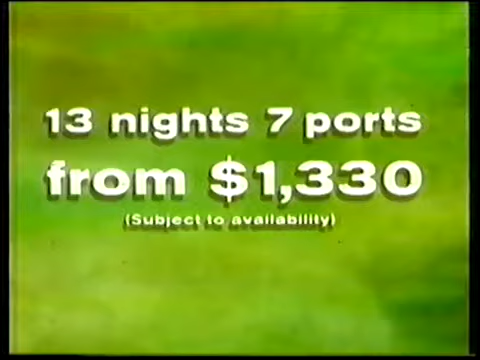 13 nights 7 ports
from $1,330
(Subject to availability)